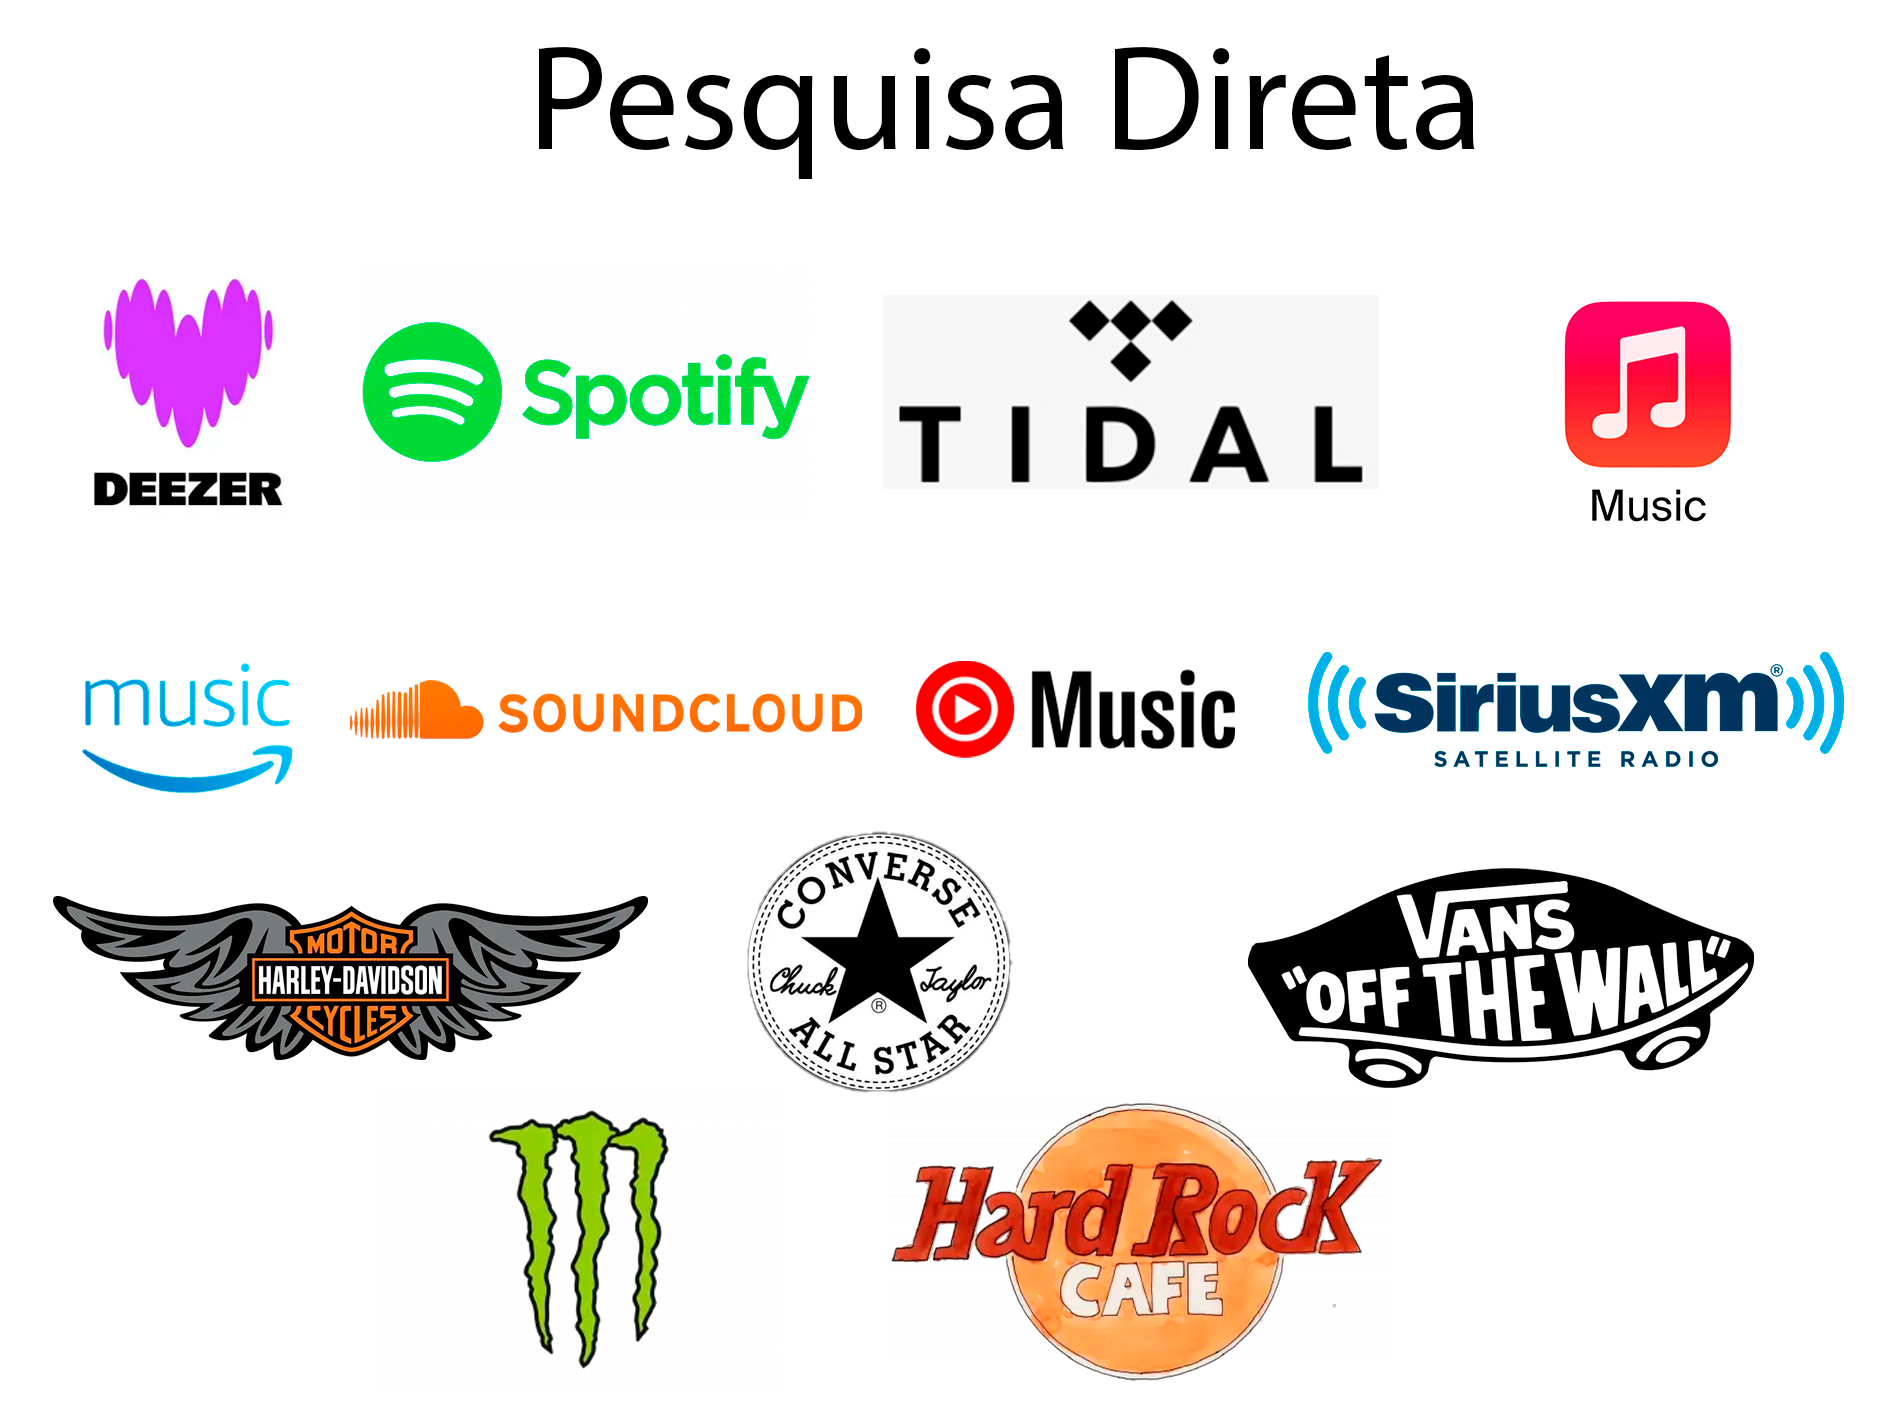 Pesquisa Direta
DEEZER
Spotify
TIDAL
Music
music
SOUNDCLOUD
Music
SiriusXm®
SATELLITE RADIO
MOTOR
HARLEY-DAVIDSON
CYCLES
CONVERSE
Chuck Taylor
®
ALL STAR
VANS
"OFF THE WALL"
Hard Rock
CAFE